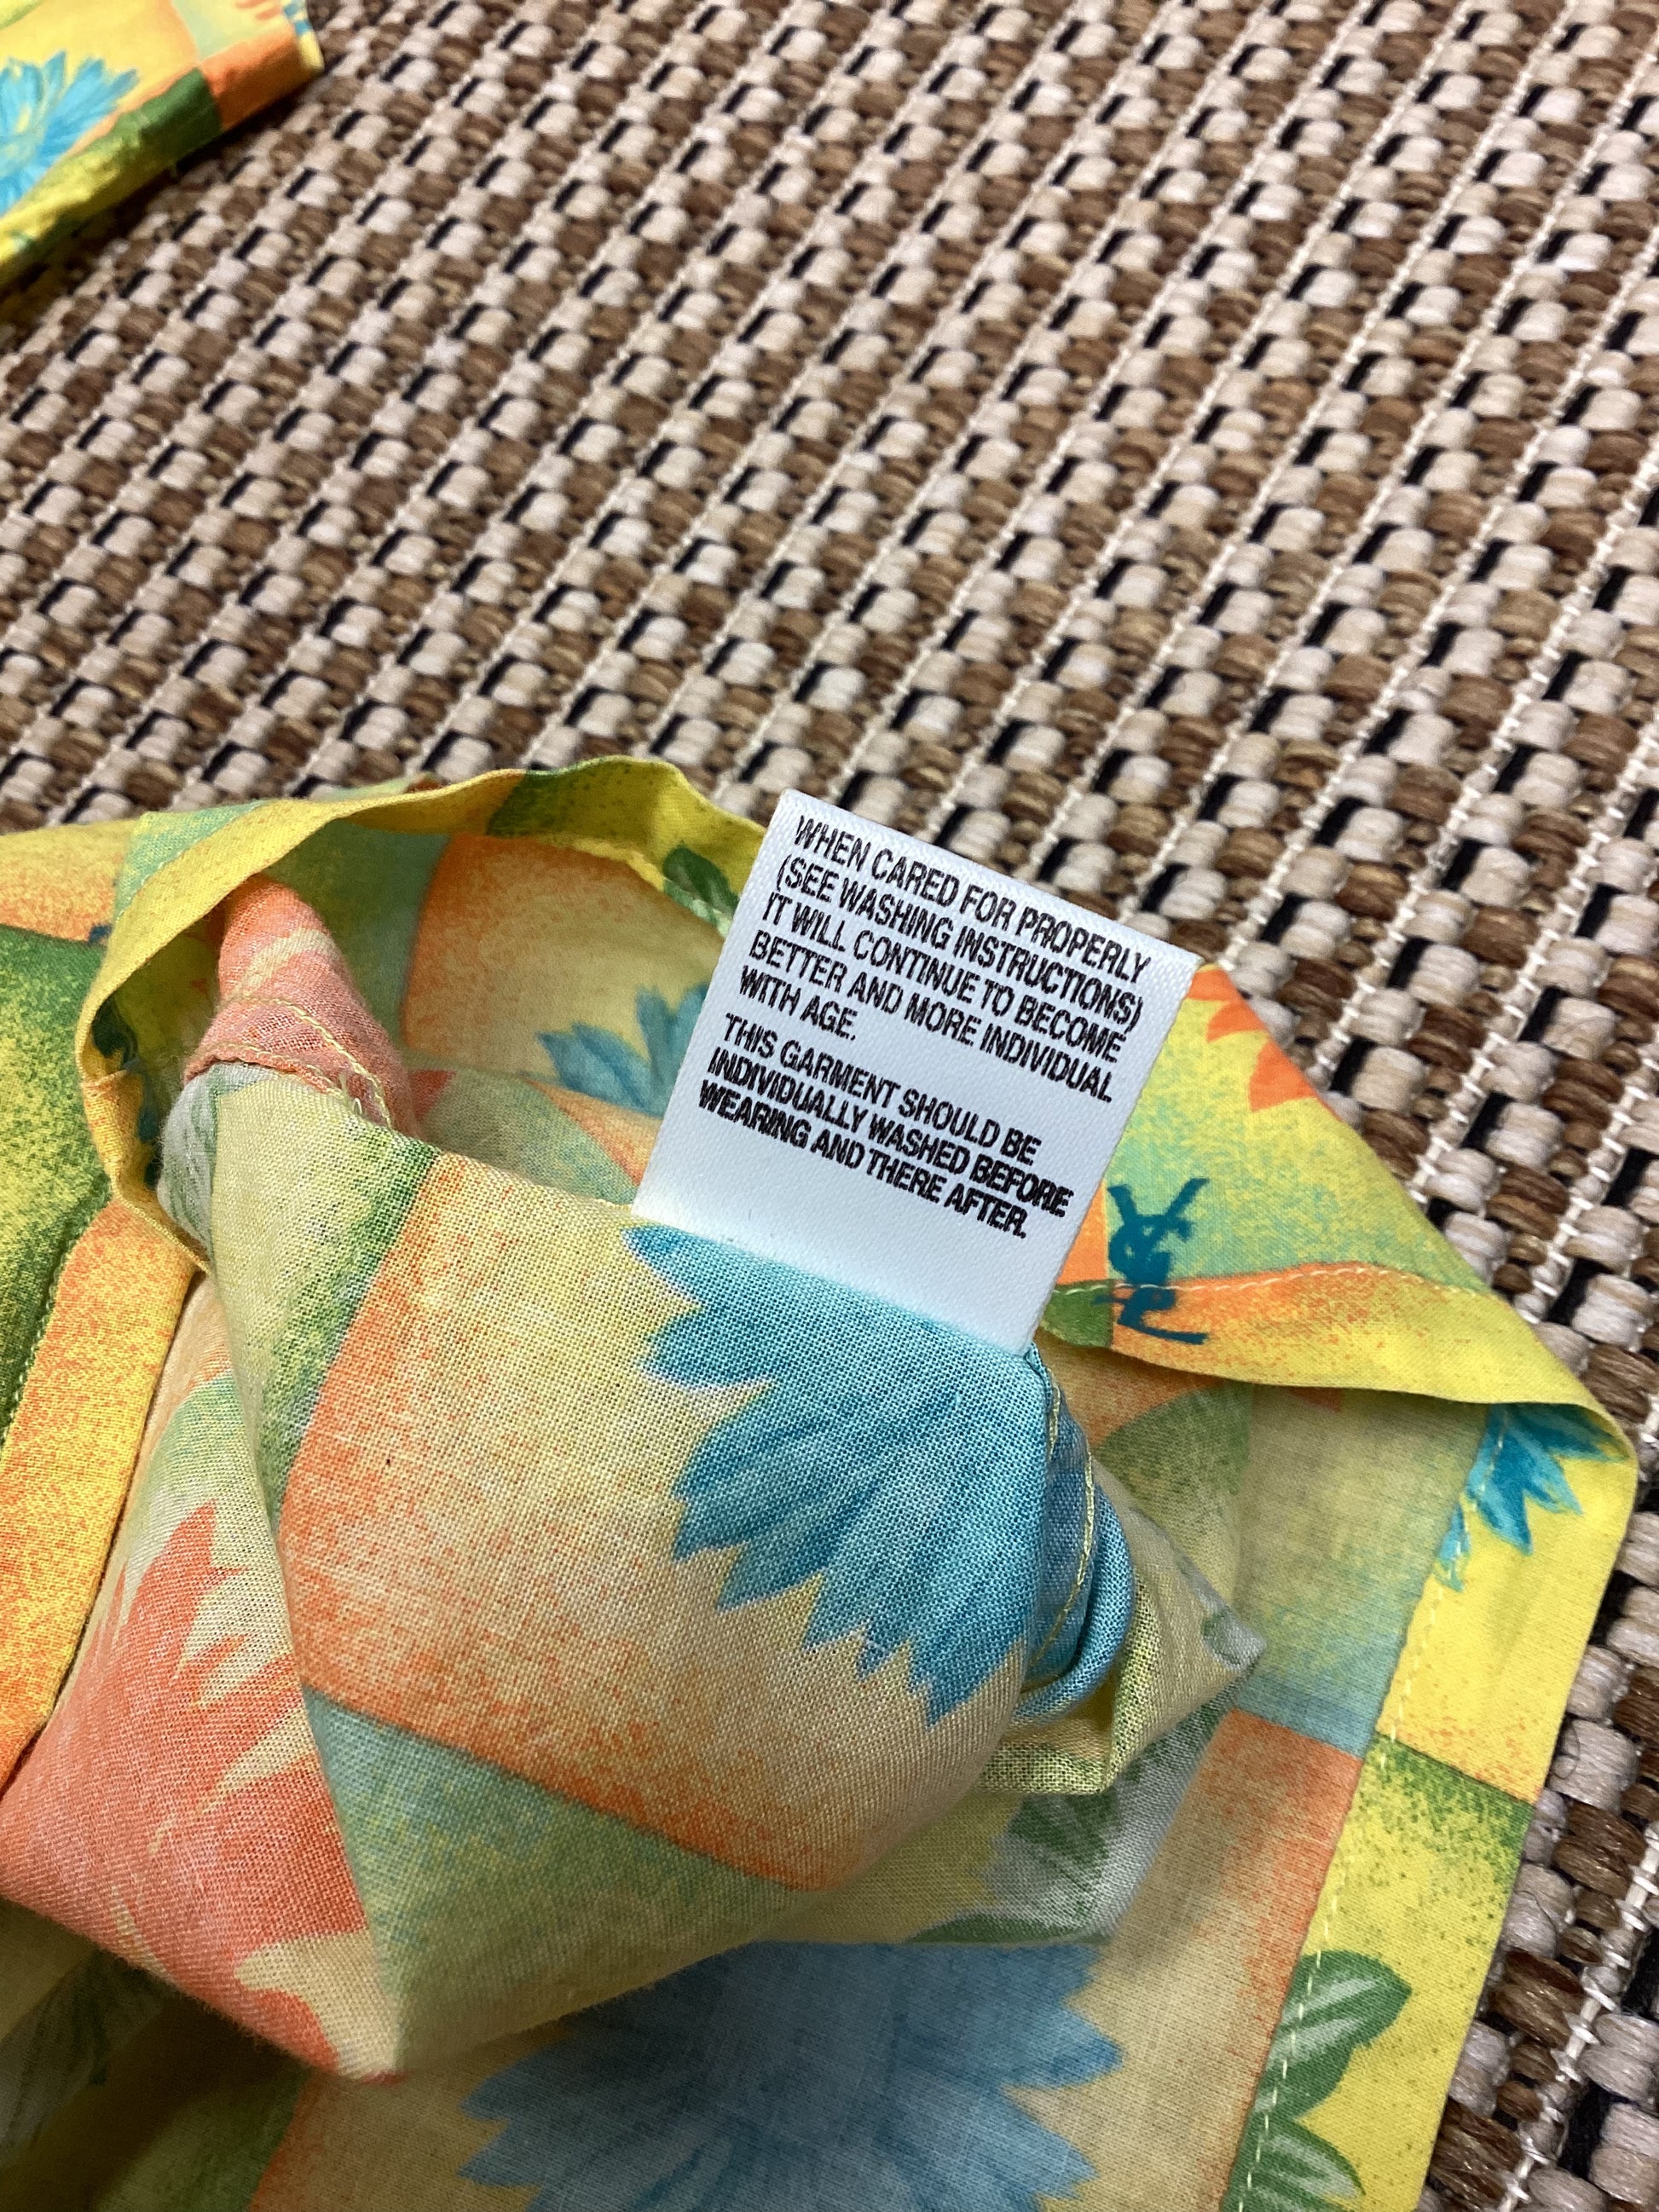 WHEN CARED FOR PROPERLY
(SEE WASHING INSTRUCTIONS)
IT WILL CONTINUE TO BECOME
BETTER AND MORE INDIVIDUAL
WITH AGE.
THIS GARMENT SHOULD BE
INDIVIDUALLY WASHED BEFORE
WEARING AND THERE AFTER.
YSL